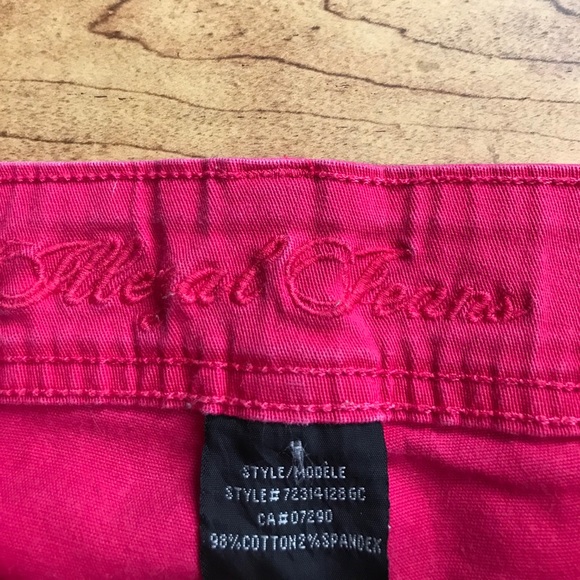 Illegal Jeans
STYLE/MODÈLE
STYLE#72314128GC
CA#07290
98%COTTON2%SPANDEX